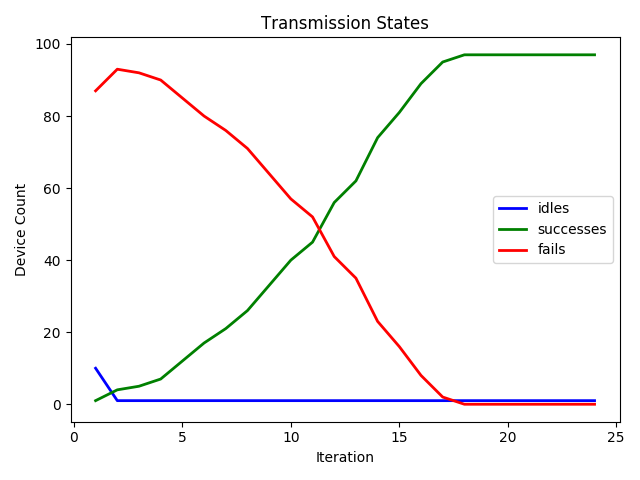 Transmission States
Device Count
100
80
60
40
20
0
idles
successes
fails
0 5 10 15 20 25
Iteration